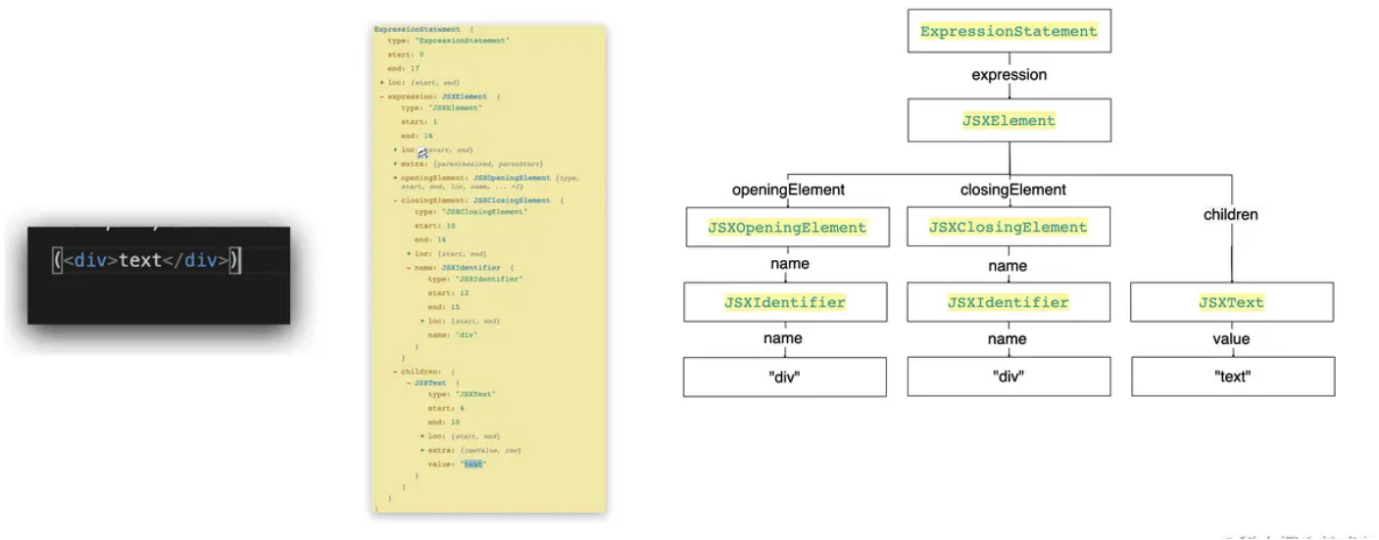 (<div>text</div>)
ExpressionStatement {
type: "ExpressionStatement"
start: 0
end: 17
+ loc: {start, end}
- expression: JSXElement {
type: "JSXElement"
start: 1
end: 16
+ loc: {start, end}
+ extra: {parenthesized, parenStart}
+ openingElement: JSXOpeningElement {type,
start, end, loc, name, ... +2}
- closingElement: JSXClosingElement {
type: "JSXClosingElement"
start: 10
end: 16
+ loc: {start, end}
- name: JSXIdentifier {
type: "JSXIdentifier"
start: 12
end: 15
+ loc: {start, end}
name: "div"
}
}
- children: [
- JSXText {
type: "JSXText"
start: 6
end: 10
+ loc: {start, end}
+ extra: {rawValue, raw}
value: "text"
}
]
}
}
ExpressionStatement
expression
JSXElement
openingElement closingElement children
JSXOpeningElement JSXClosingElement
name name
JSXIdentifier JSXIdentifier JSXText
name name value
"div" "div" "text"